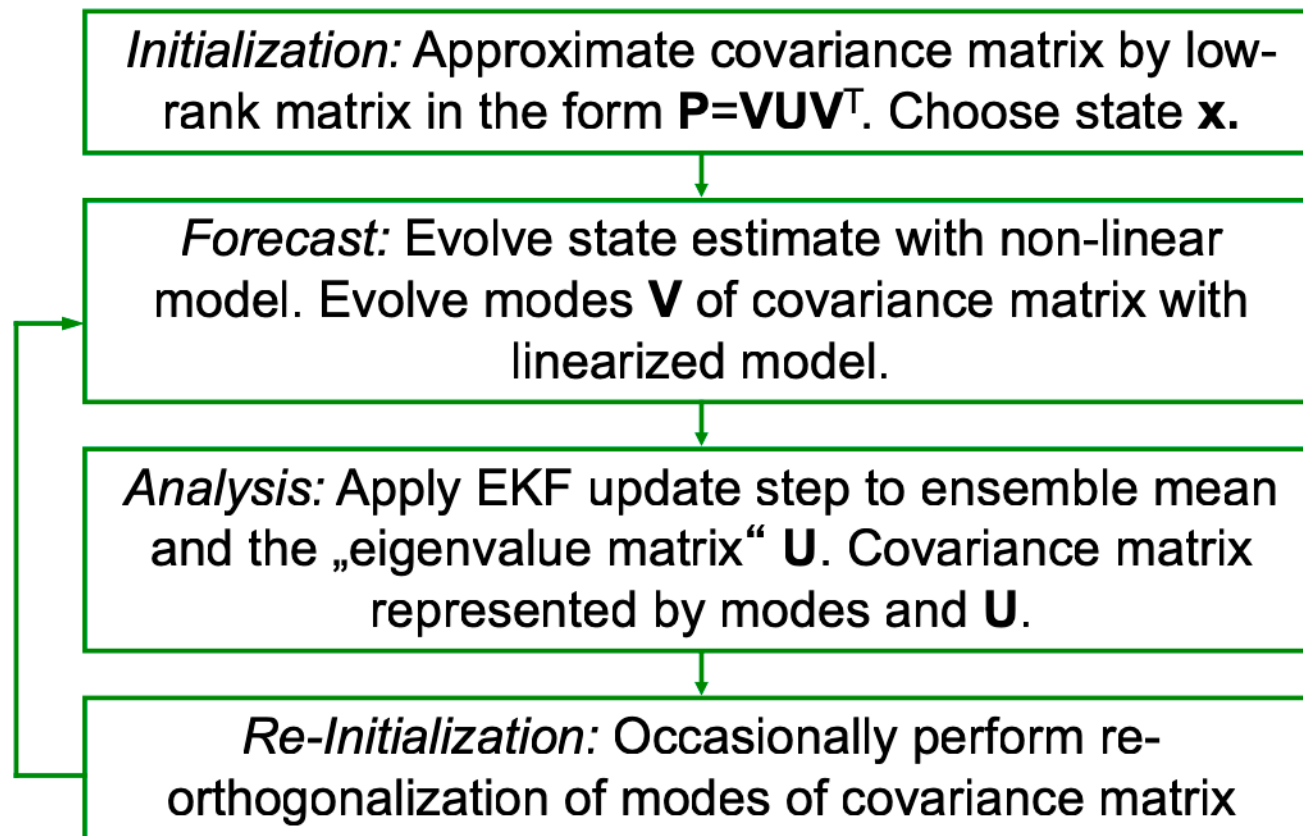 Initialization: Approximate covariance matrix by low-
rank matrix in the form P=VUVᵀ. Choose state x.
Forecast: Evolve state estimate with non-linear
model. Evolve modes V of covariance matrix with
linearized model.
Analysis: Apply EKF update step to ensemble mean
and the „eigenvalue matrix“ U. Covariance matrix
represented by modes and U.
Re-Initialization: Occasionally perform re-
orthogonalization of modes of covariance matrix